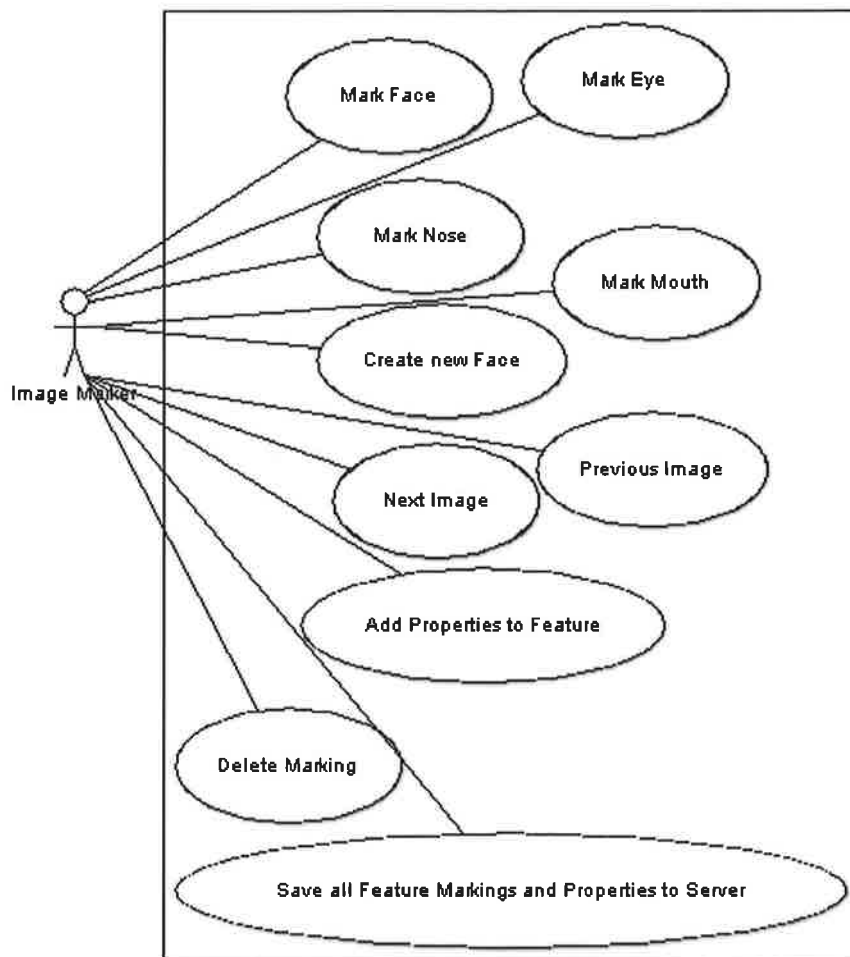 Mark Face
Mark Eye
Mark Nose
Mark Mouth
Create new Face
Image Marker
Previous Image
Next Image
Add Properties to Feature
Delete Marking
Save all Feature Markings and Properties to Server